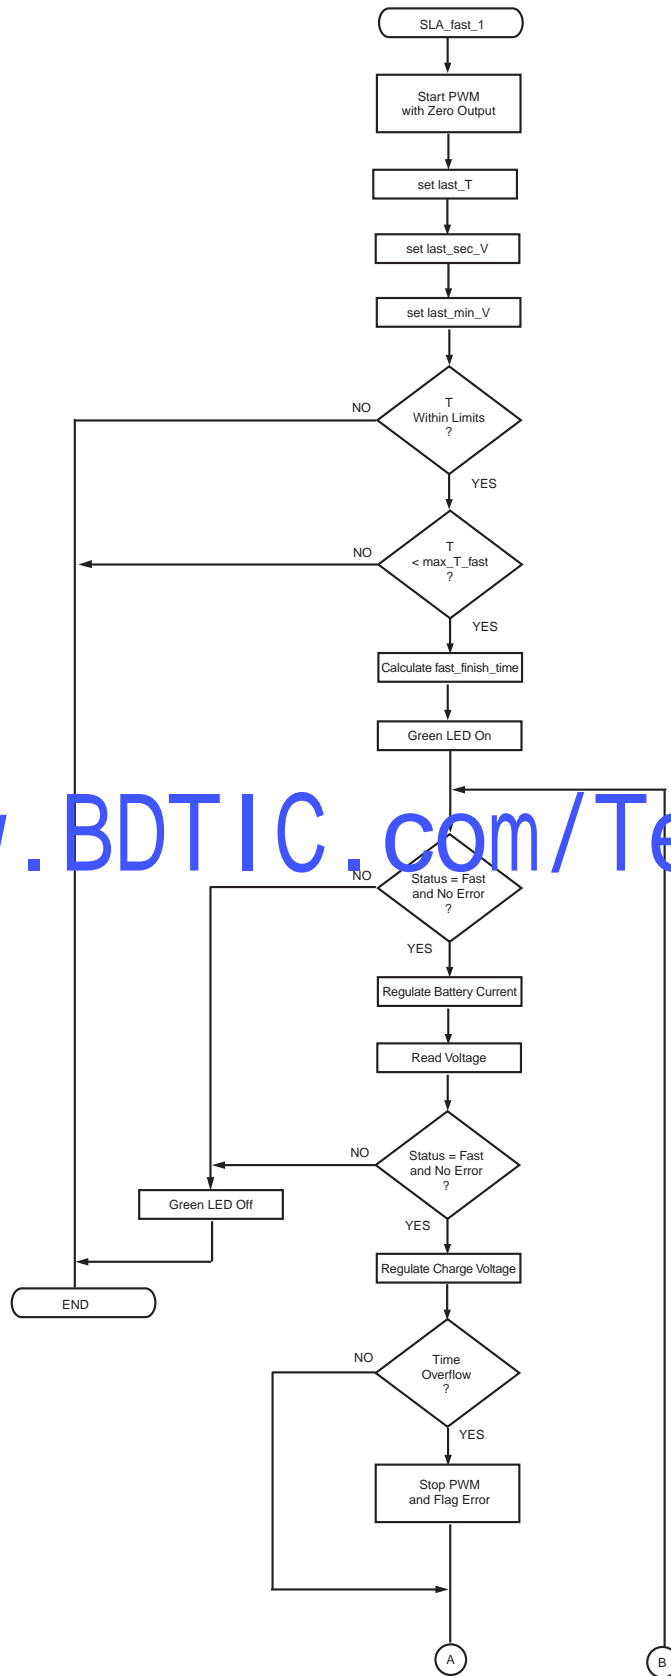 SLA_fast_1
Start PWM
with Zero Output
set last_T
set last_sec_V
set last_min_V
T
Within Limits
?
NO
YES
T
< max_T_fast
?
NO
YES
Calculate fast_finish_time
Green LED On
w.BDTIC.com/Te
Status = Fast
and No Error
?
NO
YES
Regulate Battery Current
Read Voltage
Status = Fast
and No Error
?
NO
Green LED Off
YES
Regulate Charge Voltage
END
Time
Overflow
?
NO
YES
Stop PWM
and Flag Error
A
B